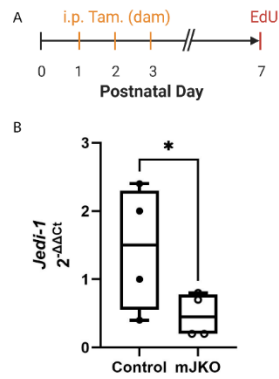 A
i.p. Tam. (dam) EdU
0 1 2 3 7
Postnatal Day
B
Jedi-1
2^-ΔΔCt
3
*
2
1
0
Control mJKO